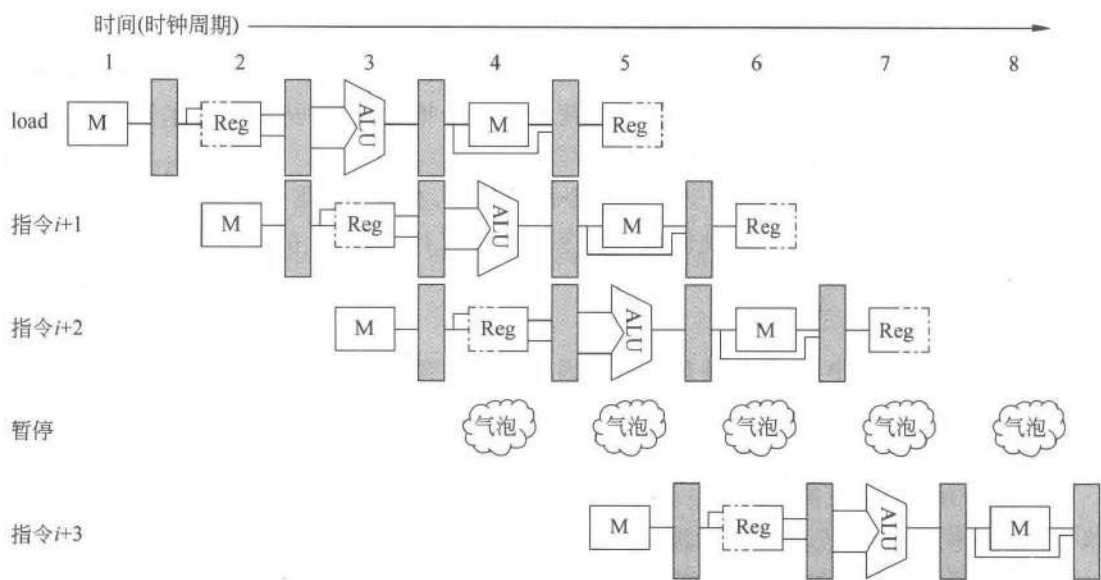 时间(时钟周期)
1 2 3 4 5 6 7 8
load M Reg ALU M Reg
指令i+1 M Reg ALU M Reg
指令i+2 M Reg ALU M Reg
暂停 气泡 气泡 气泡 气泡 气泡
指令i+3 M Reg ALU M